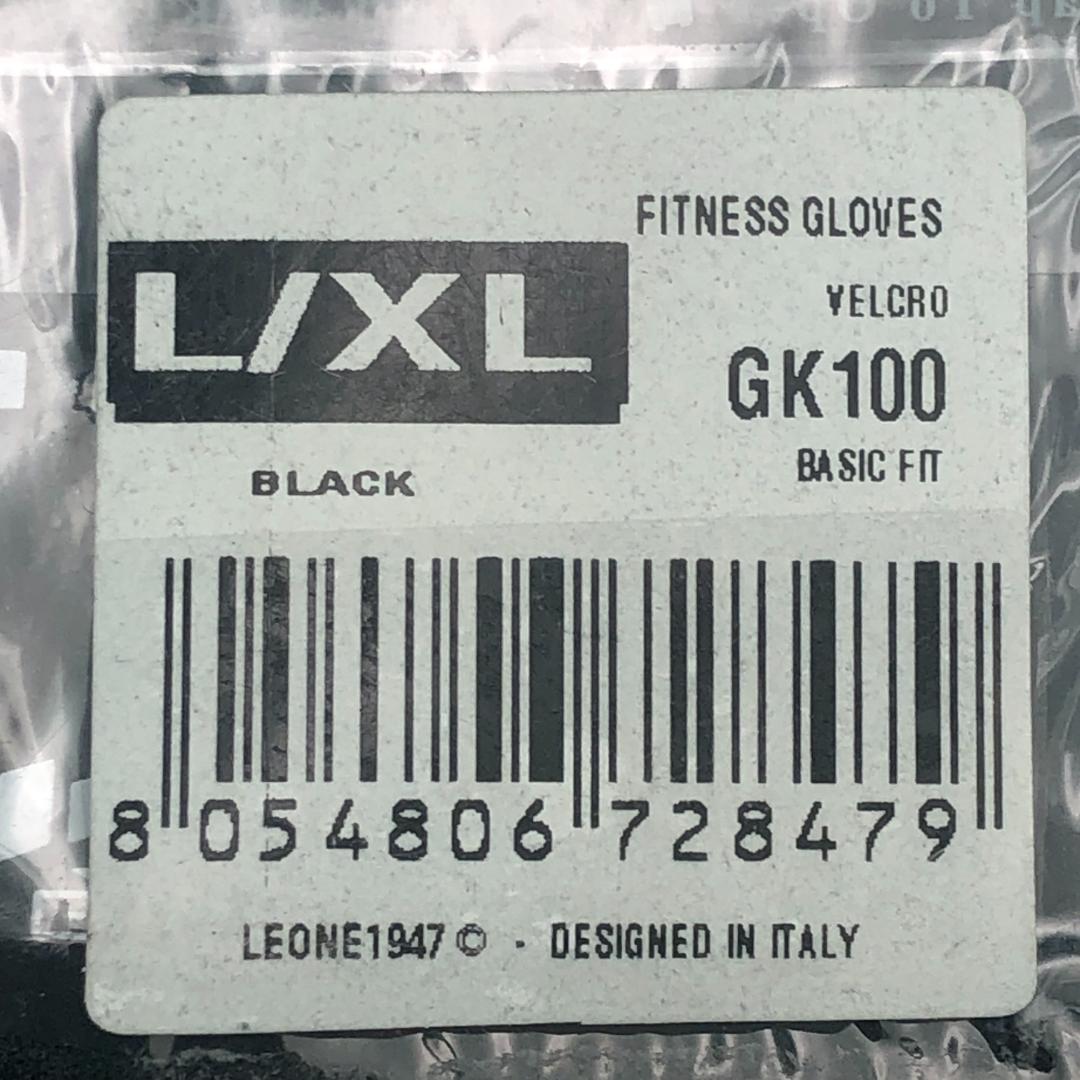 FITNESS GLOVES
L/XL
VELCRO
GK100
BASIC FIT
BLACK
8 054806 728479
LEONE1947 © - DESIGNED IN ITALY